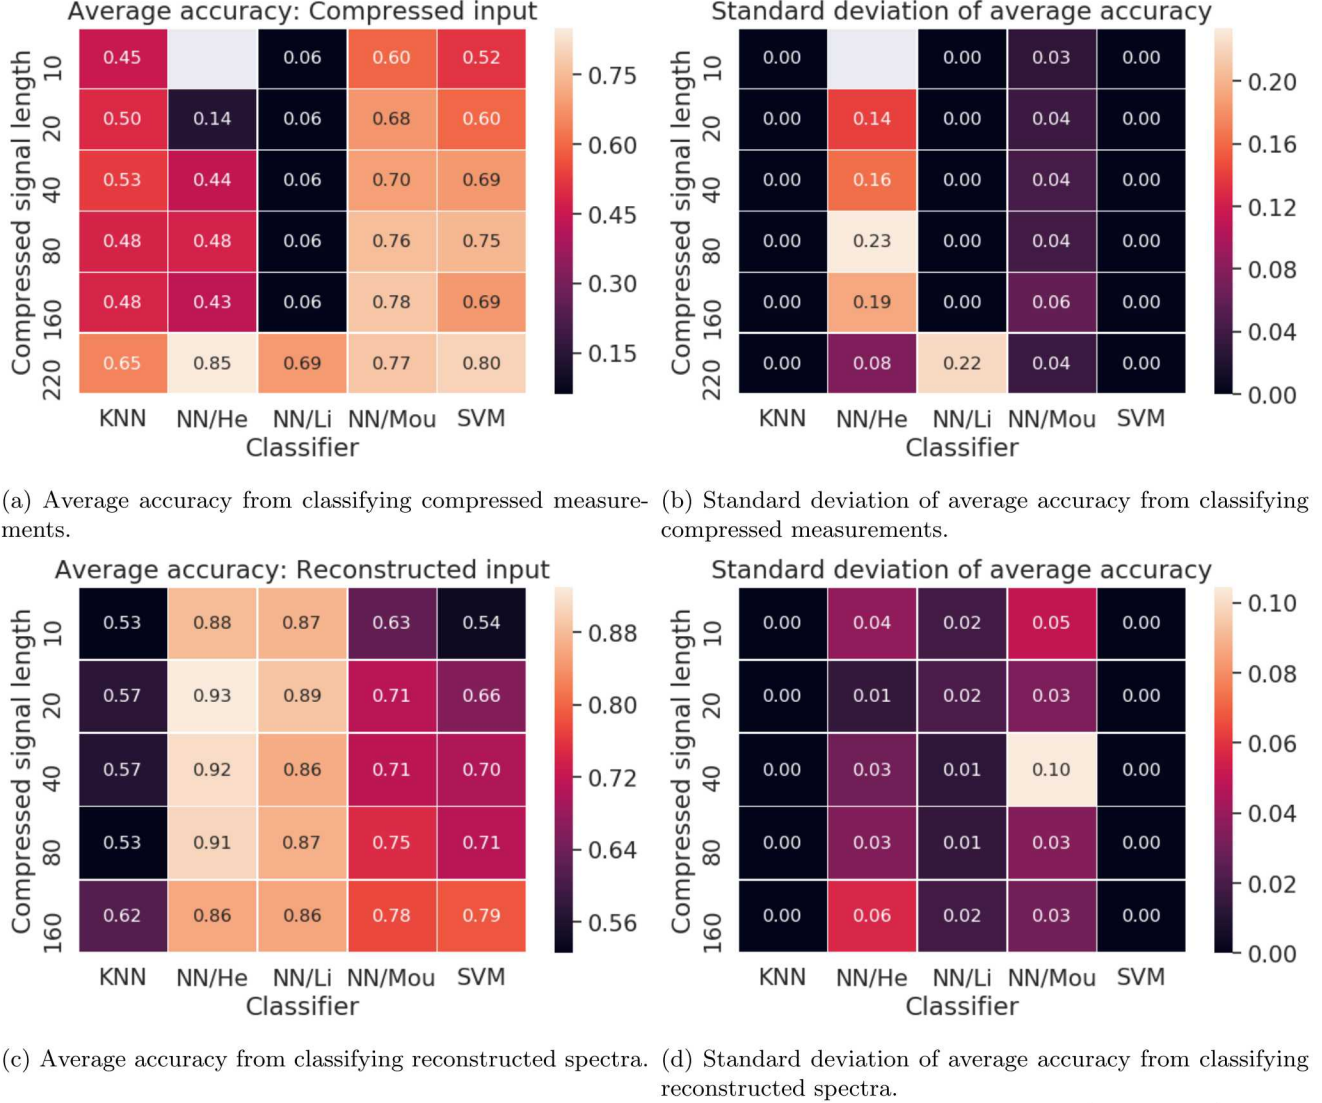 Average accuracy: Compressed input
Compressed signal length
10 0.45 0.06 0.60 0.52
20 0.50 0.14 0.06 0.68 0.60
40 0.53 0.44 0.06 0.70 0.69
80 0.48 0.48 0.06 0.76 0.75
160 0.48 0.43 0.06 0.78 0.69
220 0.65 0.85 0.69 0.77 0.80
KNN NN/He NN/Li NN/Mou SVM
Classifier
0.75
0.60
0.45
0.30
0.15
Standard deviation of average accuracy
Compressed signal length
10 0.00 0.00 0.03 0.00
20 0.00 0.14 0.00 0.04 0.00
40 0.00 0.16 0.00 0.04 0.00
80 0.00 0.23 0.00 0.04 0.00
160 0.00 0.19 0.00 0.06 0.00
220 0.00 0.08 0.22 0.04 0.00
KNN NN/He NN/Li NN/Mou SVM
Classifier
0.20
0.16
0.12
0.08
0.04
0.00
(a) Average accuracy from classifying compressed measure-
ments.
(b) Standard deviation of average accuracy from classifying
compressed measurements.
Average accuracy: Reconstructed input
Compressed signal length
10 0.53 0.88 0.87 0.63 0.54
20 0.57 0.93 0.89 0.71 0.66
40 0.57 0.92 0.86 0.71 0.70
80 0.53 0.91 0.87 0.75 0.71
160 0.62 0.86 0.86 0.78 0.79
KNN NN/He NN/Li NN/Mou SVM
Classifier
0.88
0.80
0.72
0.64
0.56
Standard deviation of average accuracy
Compressed signal length
10 0.00 0.04 0.02 0.05 0.00
20 0.00 0.01 0.02 0.03 0.00
40 0.00 0.03 0.01 0.10 0.00
80 0.00 0.03 0.01 0.03 0.00
160 0.00 0.06 0.02 0.03 0.00
KNN NN/He NN/Li NN/Mou SVM
Classifier
0.10
0.08
0.06
0.04
0.02
0.00
(c) Average accuracy from classifying reconstructed spectra.
(d) Standard deviation of average accuracy from classifying
reconstructed spectra.